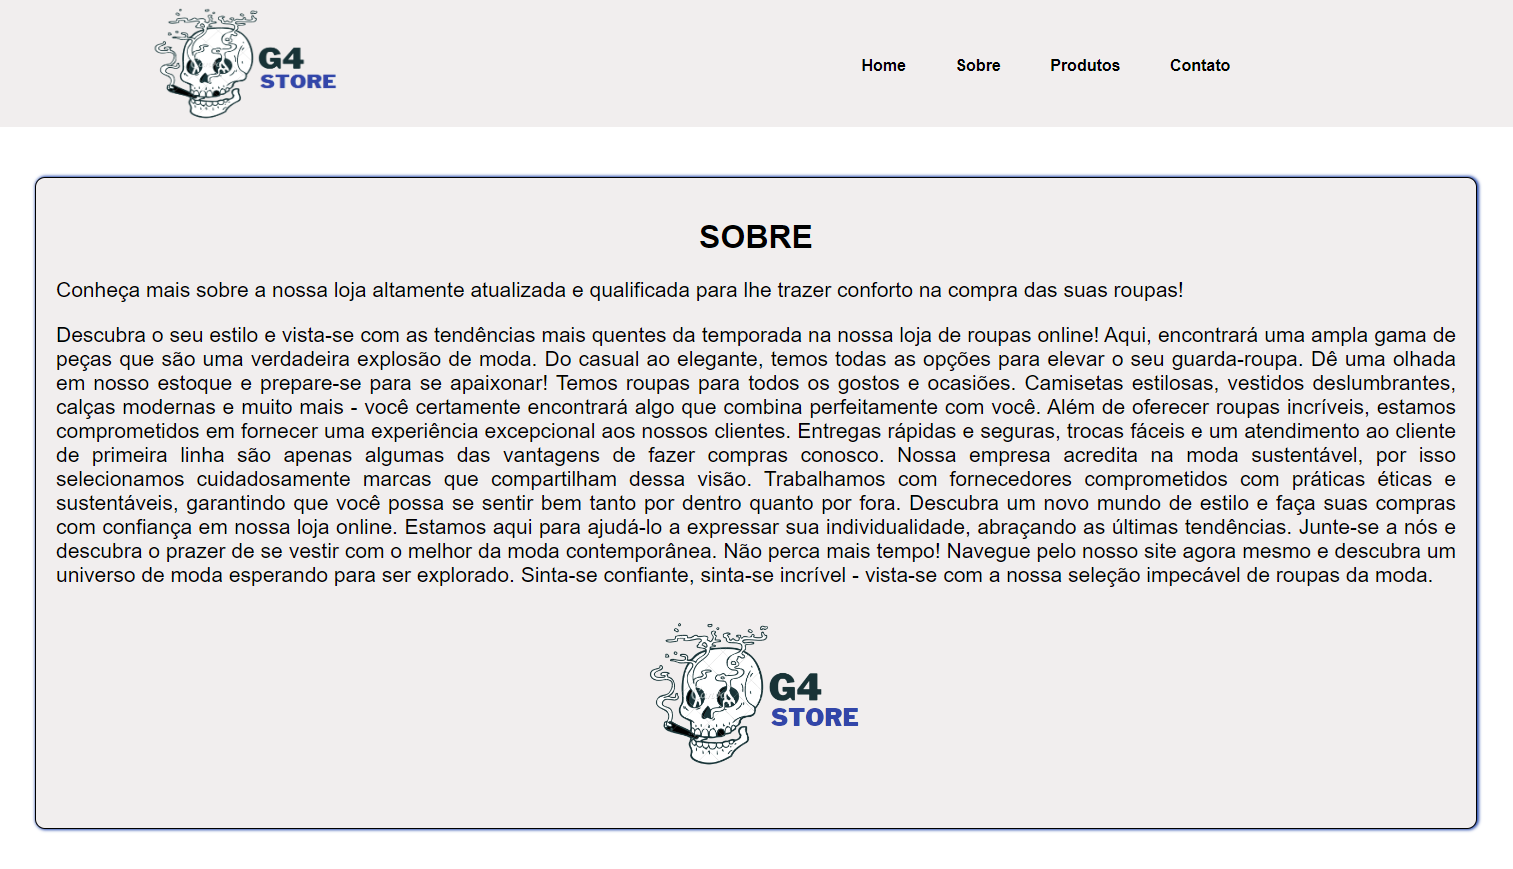 G4
STORE
Home Sobre Produtos Contato
SOBRE
Conheça mais sobre a nossa loja altamente atualizada e qualificada para lhe trazer conforto na compra das suas roupas!
Descubra o seu estilo e vista-se com as tendências mais quentes da temporada na nossa loja de roupas online! Aqui, encontrará uma ampla gama de
peças que são uma verdadeira explosão de moda. Do casual ao elegante, temos todas as opções para elevar o seu guarda-roupa. Dê uma olhada
em nosso estoque e prepare-se para se apaixonar! Temos roupas para todos os gostos e ocasiões. Camisetas estilosas, vestidos deslumbrantes,
calças modernas e muito mais - você certamente encontrará algo que combina perfeitamente com você. Além de oferecer roupas incríveis, estamos
comprometidos em fornecer uma experiência excepcional aos nossos clientes. Entregas rápidas e seguras, trocas fáceis e um atendimento ao cliente
de primeira linha são apenas algumas das vantagens de fazer compras conosco. Nossa empresa acredita na moda sustentável, por isso
selecionamos cuidadosamente marcas que compartilham dessa visão. Trabalhamos com fornecedores comprometidos com práticas éticas e
sustentáveis, garantindo que você possa se sentir bem tanto por dentro quanto por fora. Descubra um novo mundo de estilo e faça suas compras
com confiança em nossa loja online. Estamos aqui para ajudá-lo a expressar sua individualidade, abraçando as últimas tendências. Junte-se a nós e
descubra o prazer de se vestir com o melhor da moda contemporânea. Não perca mais tempo! Navegue pelo nosso site agora mesmo e descubra um
universo de moda esperando para ser explorado. Sinta-se confiante, sinta-se incrível - vista-se com a nossa seleção impecável de roupas da moda.
G4
STORE